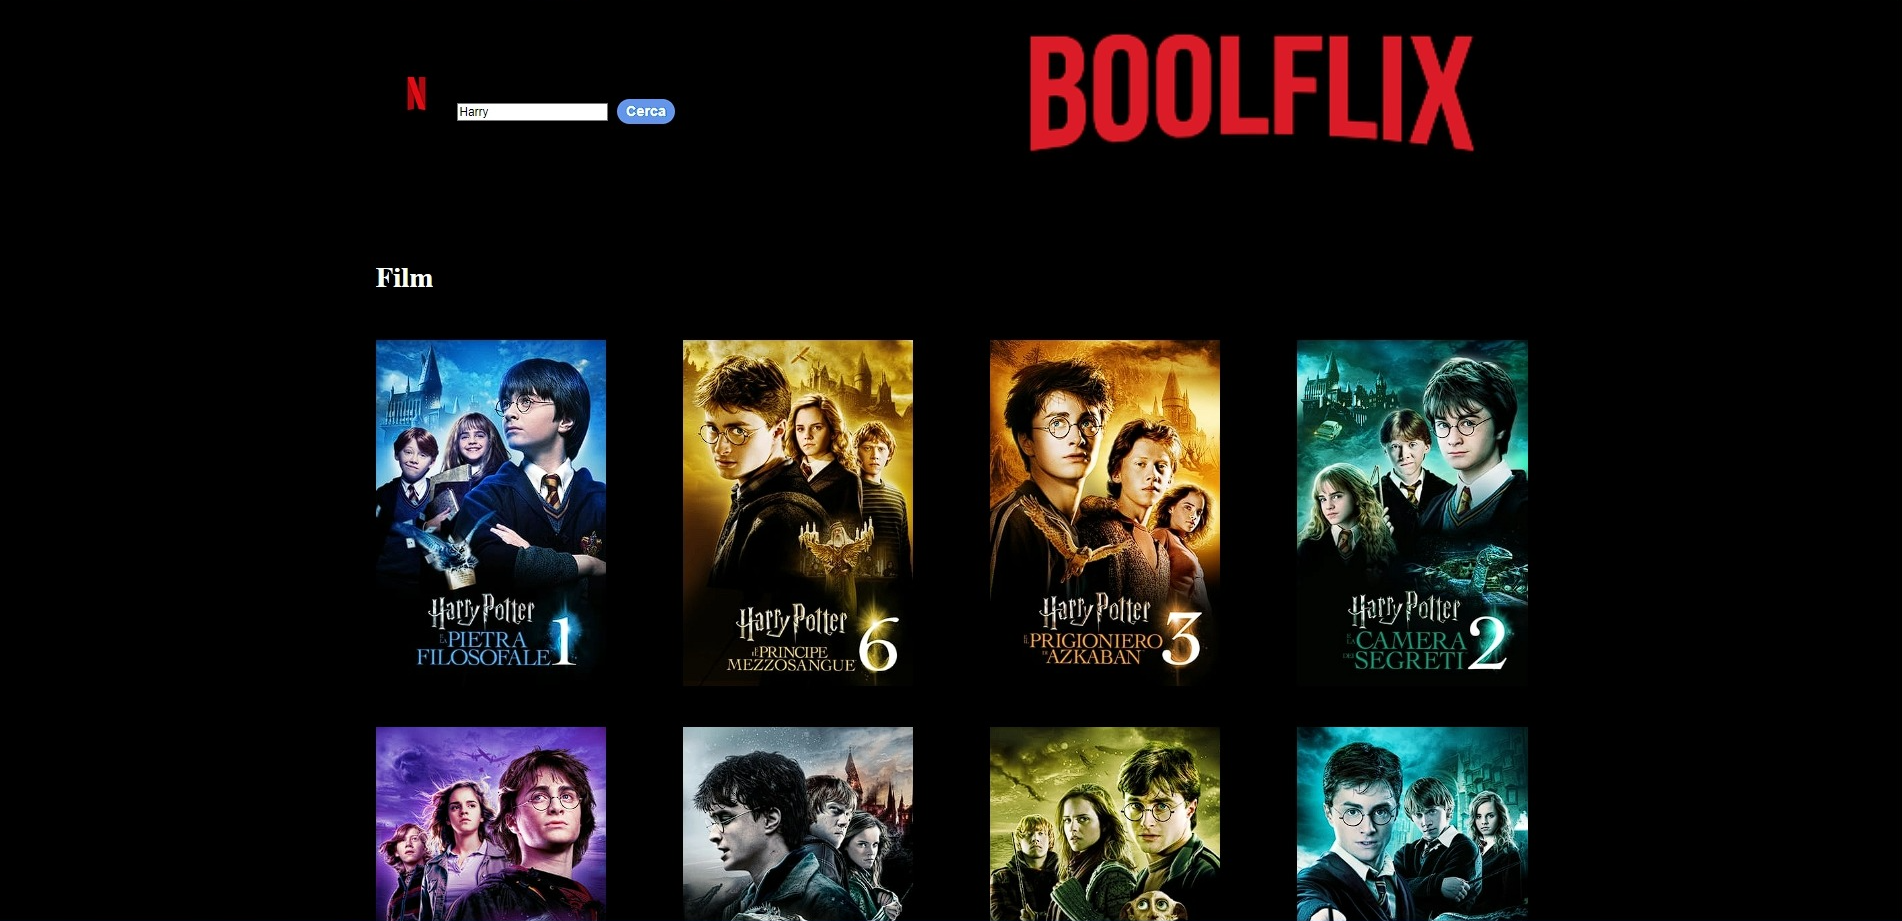 N
BOOLFLIX
Harry
Cerca
Film
Harry Potter
E LA PIETRA
FILOSOFALE 1
Harry Potter
E IL PRINCIPE
MEZZOSANGUE 6
Harry Potter
PRIGIONIERO
DI AZKABAN 3
Harry Potter
E LA CAMERA
DEI SEGRETI 2